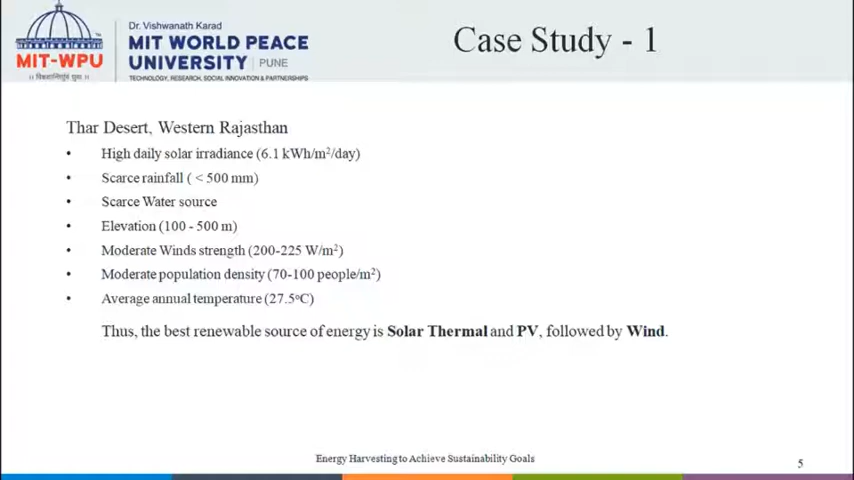 Dr. Vishwanath Karad
MIT WORLD PEACE
UNIVERSITY | PUNE
TECHNOLOGY, RESEARCH, SOCIAL INNOVATION & PARTNERSHIPS
MIT-WPU
Case Study - 1
Thar Desert, Western Rajasthan
• High daily solar irradiance (6.1 kWh/m²/day)
• Scarce rainfall ( < 500 mm)
• Scarce Water source
• Elevation (100 - 500 m)
• Moderate Winds strength (200-225 W/m²)
• Moderate population density (70-100 people/m²)
• Average annual temperature (27.5°C)
Thus, the best renewable source of energy is Solar Thermal and PV, followed by Wind.
Energy Harvesting to Achieve Sustainability Goals
5